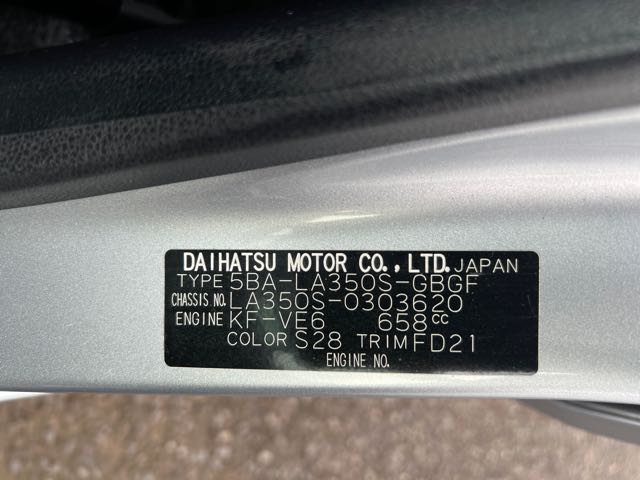 DAIHATSU MOTOR CO.,LTD. JAPAN
TYPE 5BA-LA350S-GBGF
CHASSIS NO. LA350S-0303620
ENGINE KF-VE6 658cc
COLOR S28 TRIM FD21
ENGINE NO.